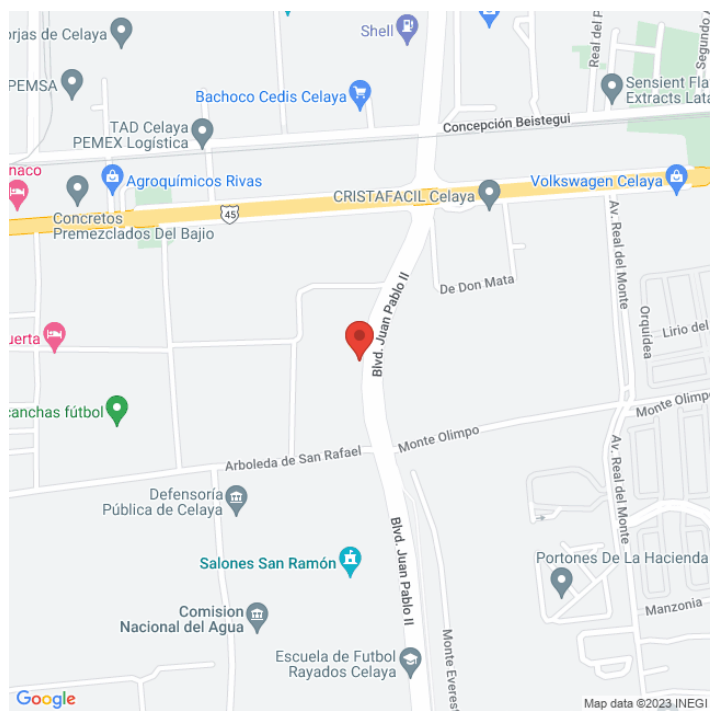 Shell
orjas de Celaya
PEMSA
Bachoco Cedis Celaya
Real del P
Segundo A
Sensient Fla
Extracts Lata
TAD Celaya
PEMEX Logística
Concepción Beistegui
naco
Agroquímicos Rivas
CRISTAFACIL Celaya
Volkswagen Celaya
Concretos
Premezclados Del Bajio
45
De Don Mata
Av. Real del Monte
Orquídea
Lirio del
Blvd. Juan Pablo II
uerta
canchas fútbol
Monte Olimpo
Monte Olimpo
Arboleda de San Rafael
Av. Real del Monte
Defensoría
Pública de Celaya
Blvd. Juan Pablo II
Salones San Ramón
Portones De La Hacienda
Comision
Nacional del Agua
Manzonia
Monte Everest
Escuela de Futbol
Rayados Celaya
Google
Map data ©2023 INEGI